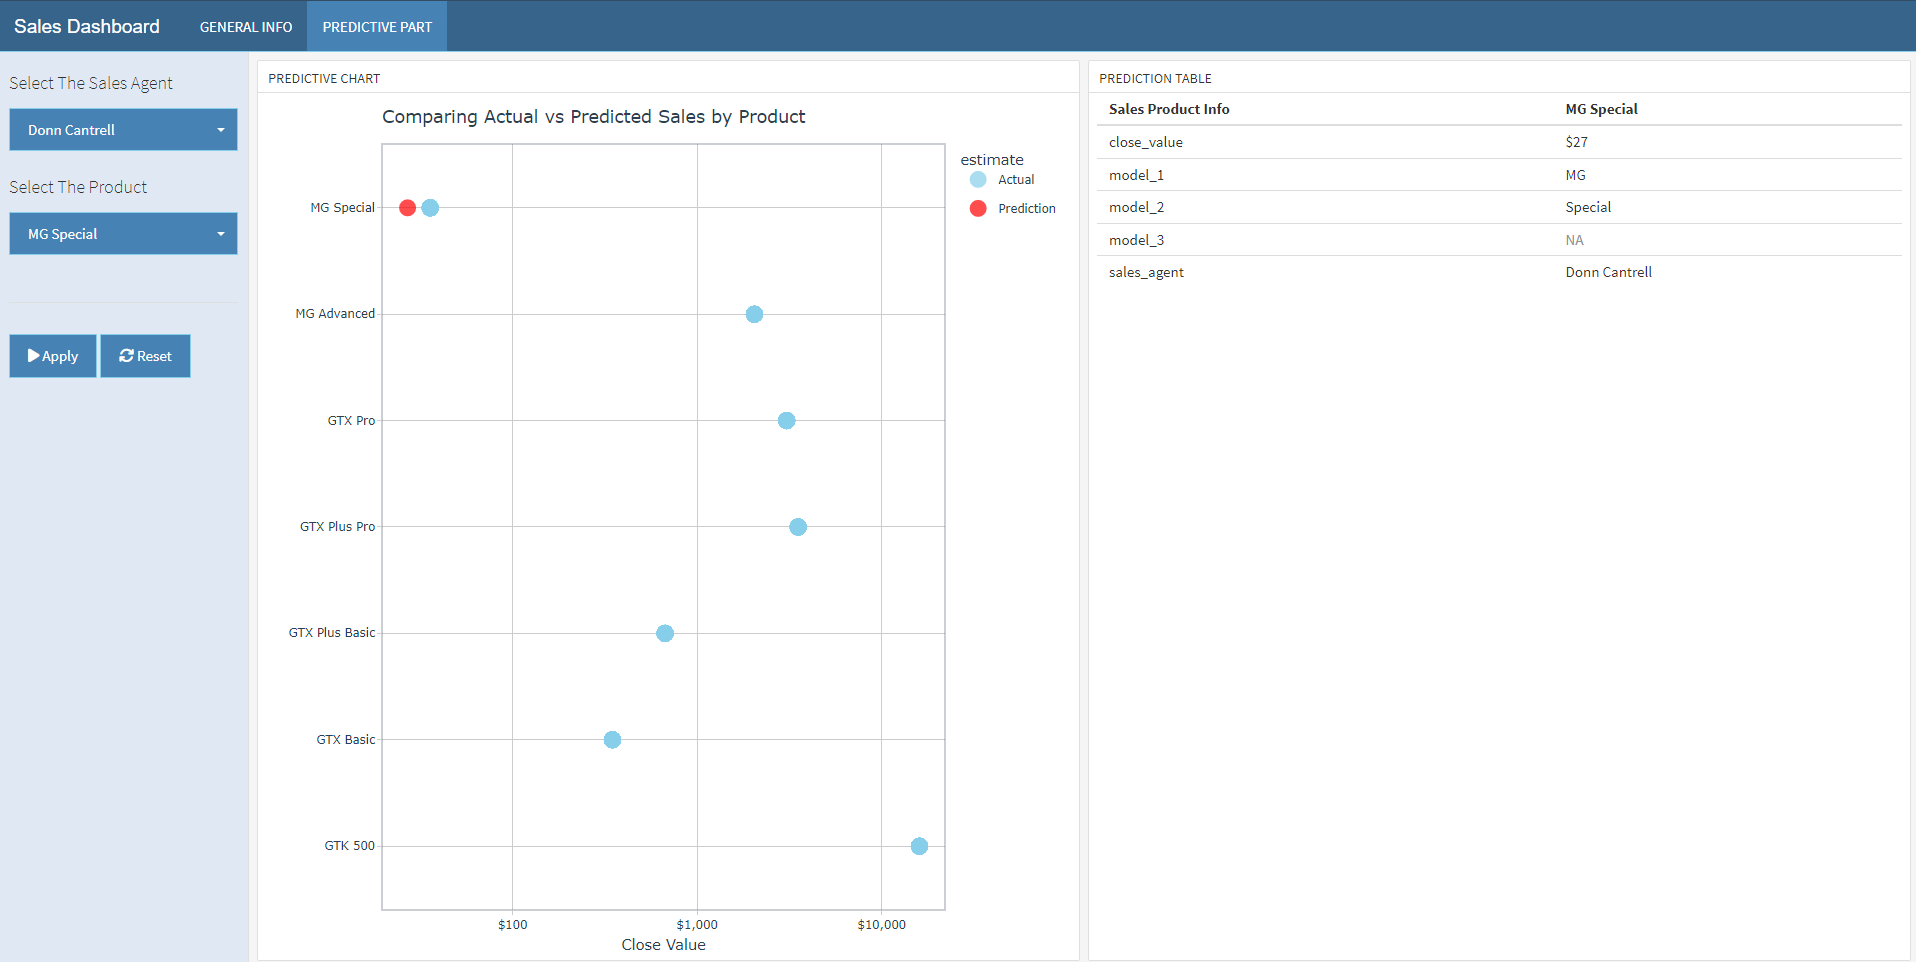 Sales Dashboard GENERAL INFO PREDICTIVE PART
Select The Sales Agent
Donn Cantrell
Select The Product
MG Special
Apply Reset
PREDICTIVE CHART
Comparing Actual vs Predicted Sales by Product
MG Special
MG Advanced
GTX Pro
GTX Plus Pro
GTX Plus Basic
GTX Basic
GTK 500
$100 $1,000 $10,000
Close Value
estimate
Actual
Prediction
PREDICTION TABLE
Sales Product Info MG Special
close_value $27
model_1 MG
model_2 Special
model_3 NA
sales_agent Donn Cantrell